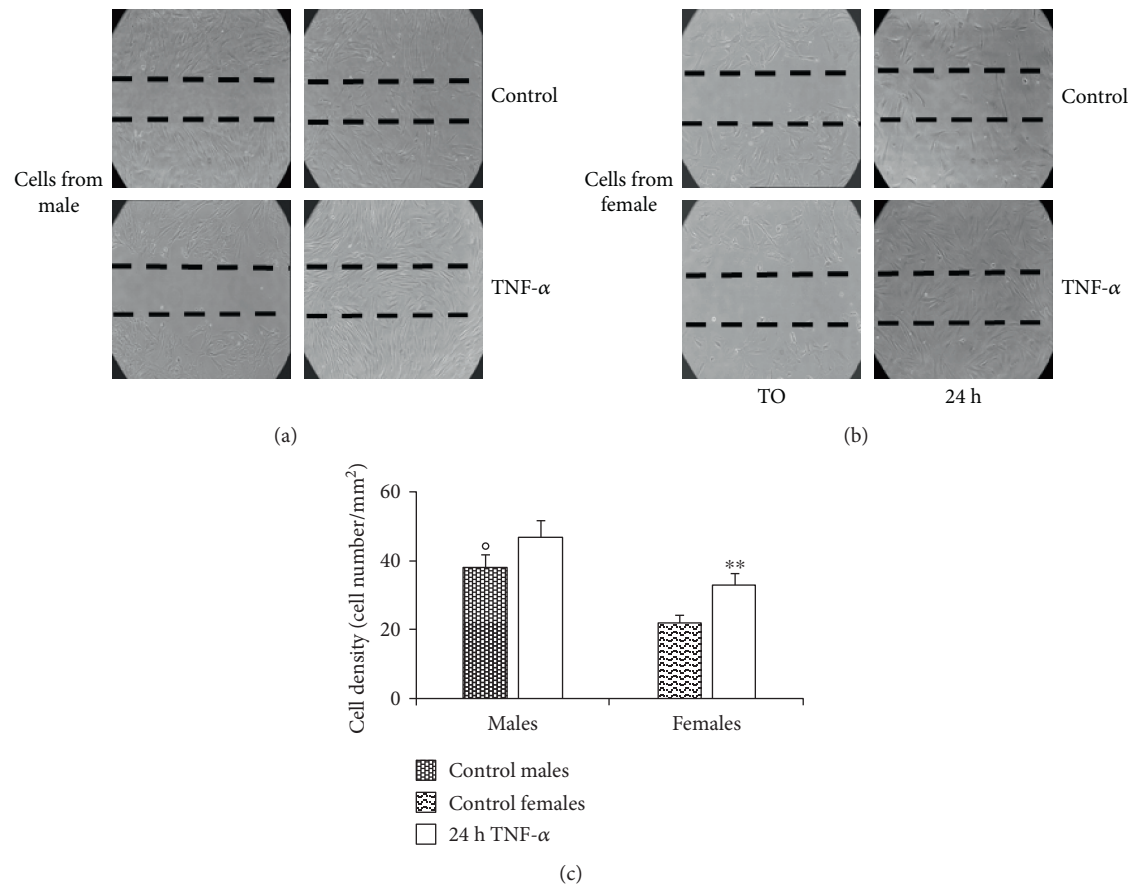 Cells from
male
Control
TNF-α
(a)
Cells from
female
Control
TNF-α
TO
24 h
(b)
Cell density (cell number/mm²)
60
40
20
0
°
**
Males
Females
Control males
Control females
24 h TNF-α
(c)